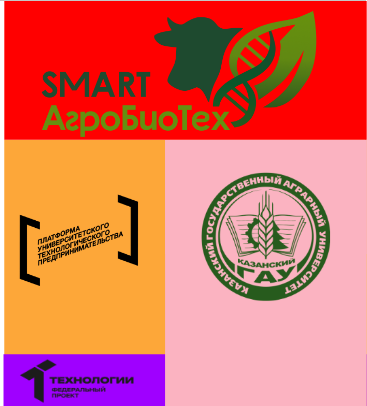 SMART
АгроБиоТех
ПЛАТФОРМА
УНИВЕРСИТЕТСКОГО
ТЕХНОЛОГИЧЕСКОГО
ПРЕДПРИНИМАТЕЛЬСТВА
КАЗАНСКИЙ ГОСУДАРСТВЕННЫЙ АГРАРНЫЙ УНИВЕРСИТЕТ
КАЗАНСКИЙ
ГАУ
ТЕХНОЛОГИИ
ФЕДЕРАЛЬНЫЙ
ПРОЕКТ